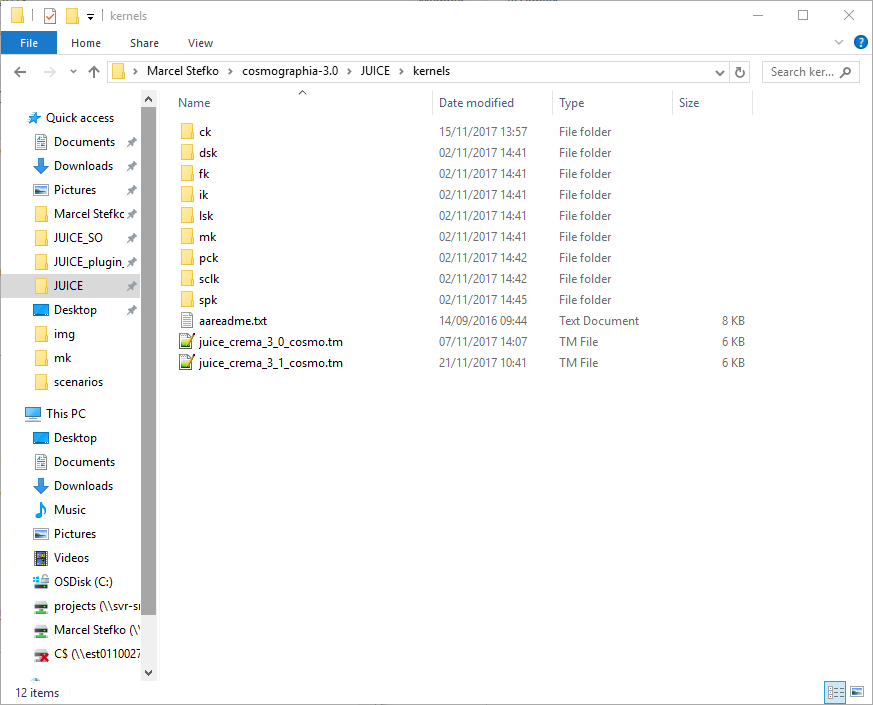 kernels
File Home Share View
Marcel Stefko cosmographia-3.0 JUICE kernels
Search ker...
Name Date modified Type Size
Quick access
Documents
Downloads
Pictures
Marcel Stefko
JUICE_SO
JUICE_plugin_
JUICE
Desktop
img
mk
scenarios
This PC
Desktop
Documents
Downloads
Music
Pictures
Videos
OSDisk (C:)
projects (\\svr-sr
Marcel Stefko (\\
C$ (\\est0110027
ck 15/11/2017 13:57 File folder
dsk 02/11/2017 14:41 File folder
fk 02/11/2017 14:41 File folder
ik 02/11/2017 14:41 File folder
lsk 02/11/2017 14:41 File folder
mk 02/11/2017 14:41 File folder
pck 02/11/2017 14:42 File folder
sclk 02/11/2017 14:42 File folder
spk 02/11/2017 14:45 File folder
aareadme.txt 14/09/2016 09:44 Text Document 8 KB
juice_crema_3_0_cosmo.tm 07/11/2017 14:07 TM File 6 KB
juice_crema_3_1_cosmo.tm 21/11/2017 10:41 TM File 6 KB
12 items